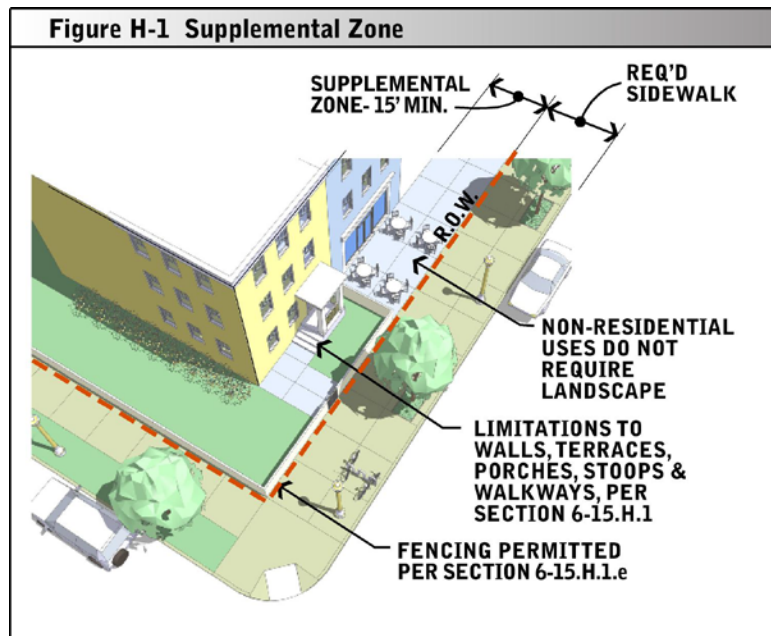 Figure H-1 Supplemental Zone
SUPPLEMENTAL
ZONE- 15' MIN.
REQ'D
SIDEWALK
R.O.W.
NON-RESIDENTIAL
USES DO NOT
REQUIRE
LANDSCAPE
LIMITATIONS TO
WALLS, TERRACES,
PORCHES, STOOPS &
WALKWAYS, PER
SECTION 6-15.H.1
FENCING PERMITTED
PER SECTION 6-15.H.1.e